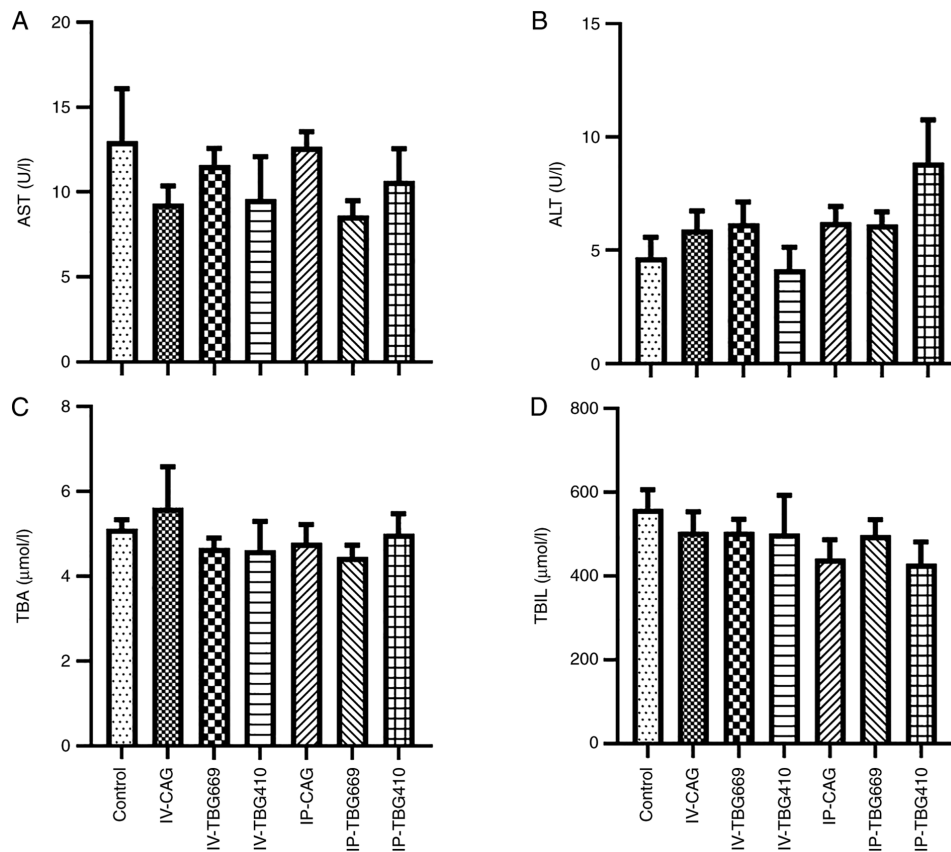 A
AST (U/l)
20
15
10
5
0
B
ALT (U/l)
15
10
5
0
C
TBA (µmol/l)
8
6
4
2
0
Control
IV-CAG
IV-TBG669
IV-TBG410
IP-CAG
IP-TBG669
IP-TBG410
D
TBIL (µmol/l)
800
600
400
200
0
Control
IV-CAG
IV-TBG669
IV-TBG410
IP-CAG
IP-TBG669
IP-TBG410